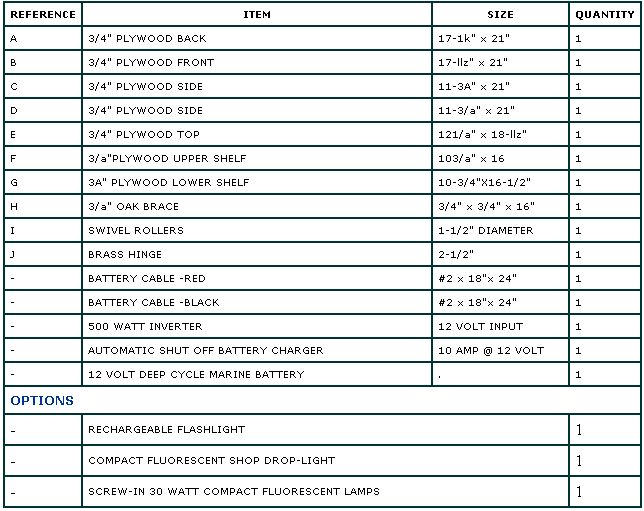 REFERENCE ITEM SIZE QUANTITY
A 3/4" PLYWOOD BACK 17-1k" x 21" 1
B 3/4" PLYWOOD FRONT 17-llz" x 21" 1
C 3/4" PLYWOOD SIDE 11-3A" x 21" 1
D 3/4" PLYWOOD SIDE 11-3/a" x 21" 1
E 3/4" PLYWOOD TOP 121/a" x 18-llz" 1
F 3/a"PLYWOOD UPPER SHELF 103/a" x 16 1
G 3A" PLYWOOD LOWER SHELF 10-3/4"X16-1/2" 1
H 3/a" OAK BRACE 3/4" x 3/4" x 16" 1
I SWIVEL ROLLERS 1-1/2" DIAMETER 1
J BRASS HINGE 2-1/2" 1
- BATTERY CABLE -RED #2 x 18"x 24" 1
- BATTERY CABLE -BLACK #2 x 18"x 24" 1
- 500 WATT INVERTER 12 VOLT INPUT 1
- AUTOMATIC SHUT OFF BATTERY CHARGER 10 AMP @ 12 VOLT 1
- 12 VOLT DEEP CYCLE MARINE BATTERY . 1
OPTIONS
- RECHARGEABLE FLASHLIGHT 1
- COMPACT FLUORESCENT SHOP DROP-LIGHT 1
- SCREW-IN 30 WATT COMPACT FLUORESCENT LAMPS 1